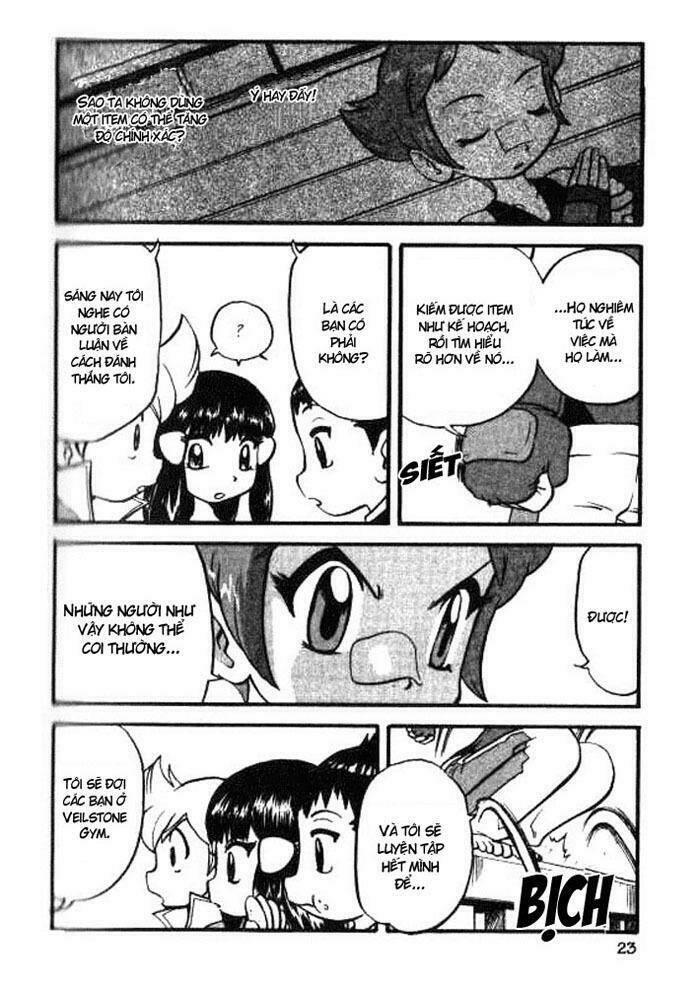 Ý HAY ĐẤY!
SAO TA KHÔNG DÙNG
MỘT ITEM CÓ THỂ TĂNG
ĐỘ CHÍNH XÁC?
...HỌ NGHIÊM
TÚC VỀ
VIỆC MÀ
HỌ LÀM...
KIẾM ĐƯỢC ITEM
NHƯ KẾ HOẠCH,
RỒI TÌM HIỂU
RÕ HƠN VỀ NÓ...
SIẾT
LÀ CÁC
BẠN CÓ
PHẢI
KHÔNG?
?
SÁNG NAY TÔI
NGHE CÓ
NGƯỜI BÀN
LUẬN VỀ
CÁCH ĐÁNH
THẮNG TÔI.
ĐƯỢC!
NHỮNG NGƯỜI NHƯ
VẬY KHÔNG THỂ
COI THƯỜNG...
VÀ TÔI SẼ
LUYỆN TẬP
HẾT MÌNH
ĐỂ...
BỊCH
TÔI SẼ ĐỢI
CÁC BẠN Ở
VEILSTONE
GYM.
23